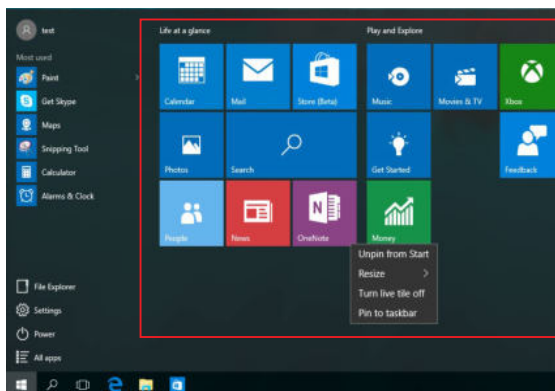 test
Most used
Paint
Get Skype
Maps
Snipping Tool
Calculator
Alarms & Clock
File Explorer
Settings
Power
All apps
Life at a glance
Calendar
Mail
Store (Beta)
Photos
Search
People
News
OneNote
Play and Explore
Music
Movies & TV
Xbox
Get Started
Feedback
Money
Unpin from Start
Resize
Turn live tile off
Pin to taskbar